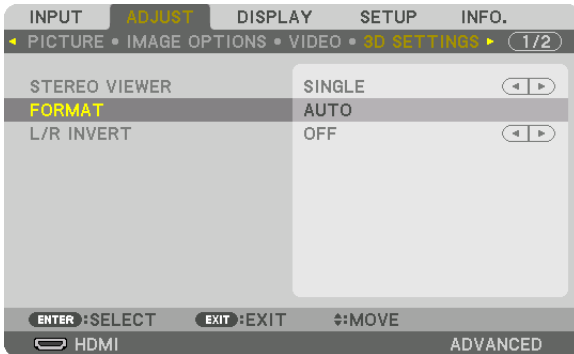 INPUT ADJUST DISPLAY SETUP INFO.
PICTURE • IMAGE OPTIONS • VIDEO • 3D SETTINGS 1/2
STEREO VIEWER SINGLE
FORMAT AUTO
L/R INVERT OFF
ENTER :SELECT EXIT :EXIT :MOVE
HDMI ADVANCED